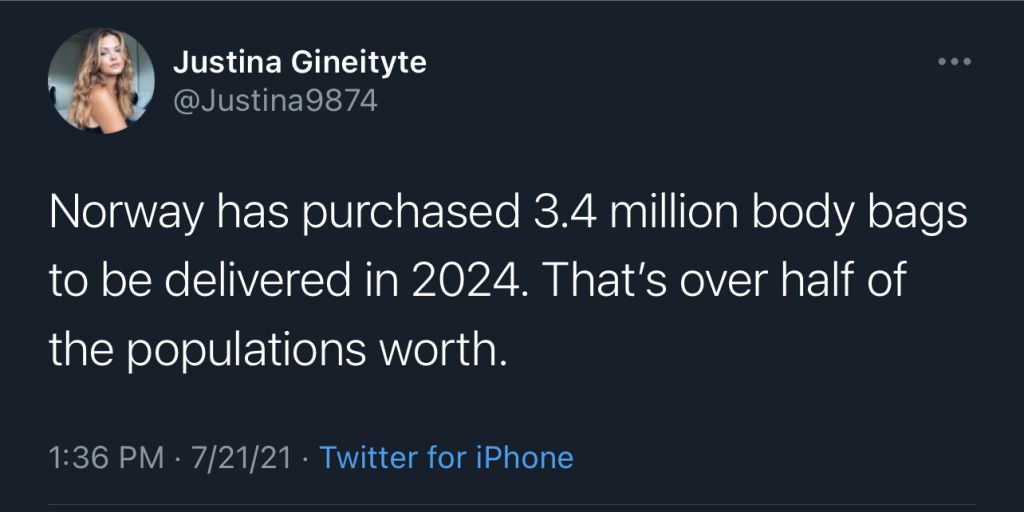 Justina Gineityte
@Justina9874
Norway has purchased 3.4 million body bags
to be delivered in 2024. That’s over half of
the populations worth.
1:36 PM · 7/21/21 · Twitter for iPhone